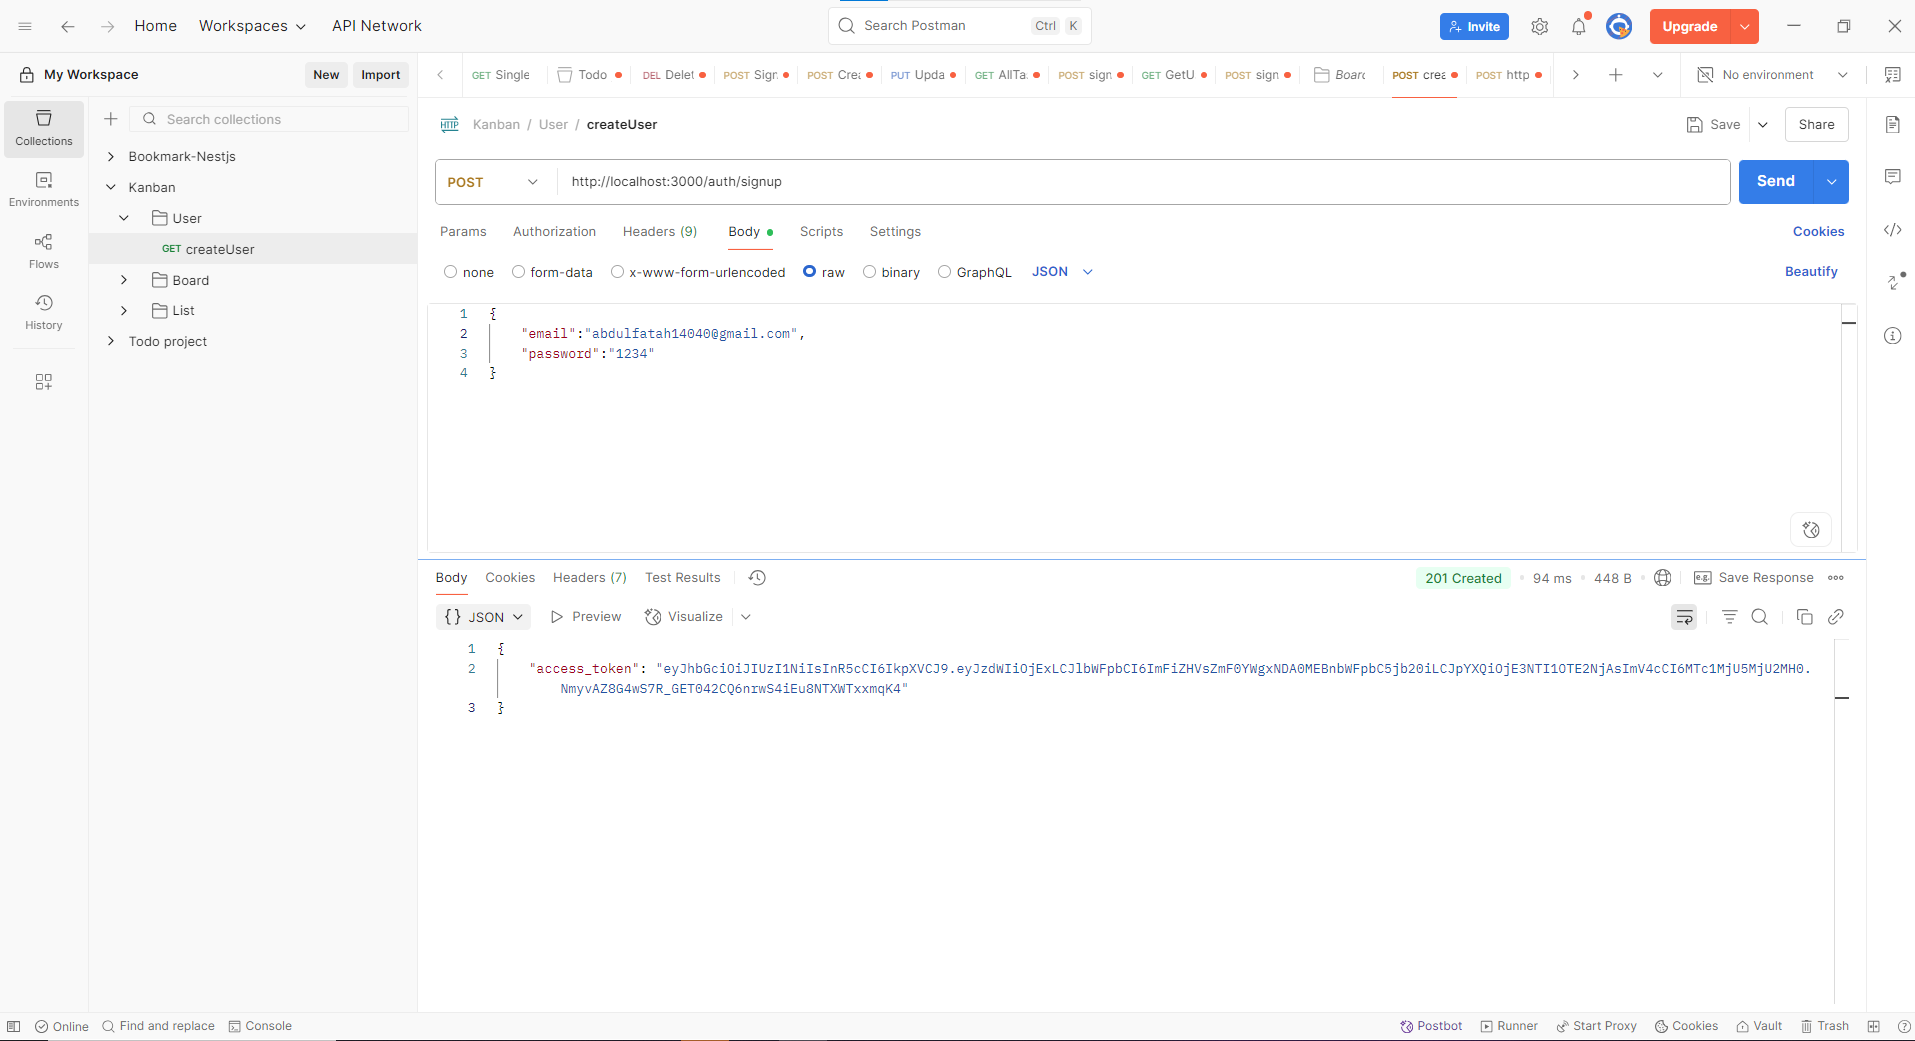 Home Workspaces API Network Search Postman Ctrl K Invite Upgrade
My Workspace New Import GET Single Todo DEL Delet POST Sign POST Crea PUT Upda GET AllTa POST sign GET GetU POST sign Board POST crea POST http No environment
Collections
Environments
Flows
History
Search collections
Bookmark-Nestjs
Kanban
User
GET createUser
Board
List
Todo project
HTTP Kanban / User / createUser Save Share
POST http://localhost:3000/auth/signup Send
Params Authorization Headers (9) Body Scripts Settings Cookies
none form-data x-www-form-urlencoded raw binary GraphQL JSON Beautify
1 {
2 "email":"abdulfatah14040@gmail.com",
3 "password":"1234"
4 }
Body Cookies Headers (7) Test Results 201 Created 94 ms 448 B e.g. Save Response
{} JSON Preview Visualize
1 {
2 "access_token": "eyJhbGciOiJIUzI1NiIsInR5cCI6IkpXVCJ9.eyJzdWIiOjExLCJlbWFpbCI6ImFiZHVsZmF0YWgxNDA0MEBnbWFpbC5jb20iLCJpYXQiOjE3NTI1OTE2NjAsImV4cCI6MTc1MjU5MjU2MH0.
NmyvAZ8G4wS7R_GET042CQ6nrwS4iEu8NTXWTxxmqK4"
3 }
Online Find and replace Console Postbot Runner Start Proxy Cookies Vault Trash